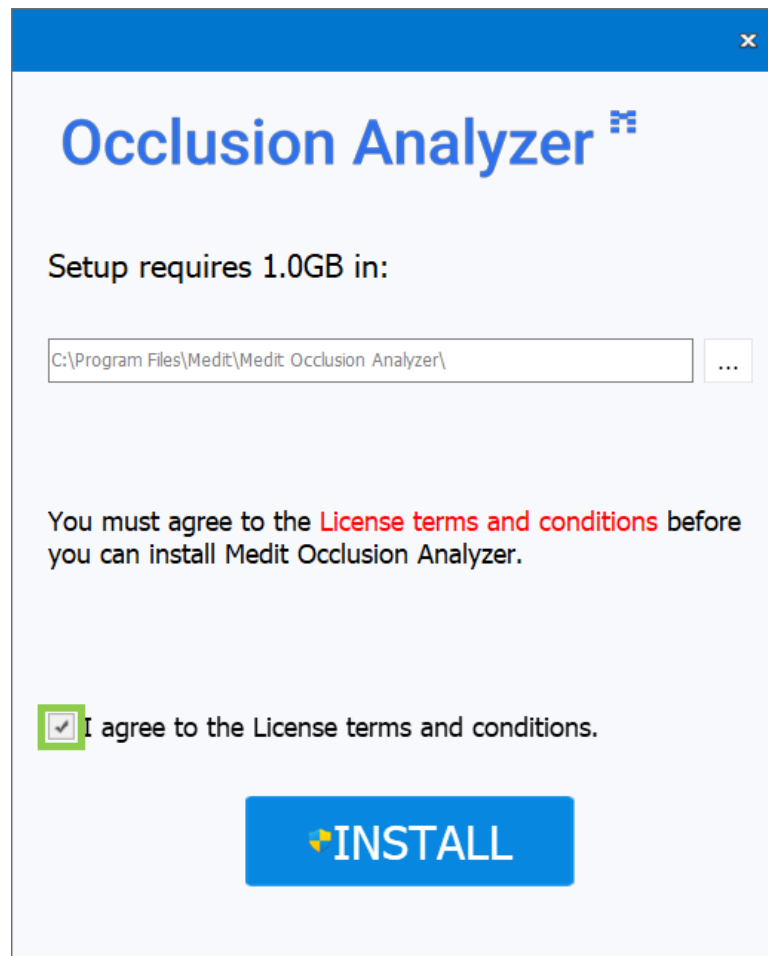 Occlusion Analyzer
Setup requires 1.0GB in:
C:\Program Files\Medit\Medit Occlusion Analyzer\
...
You must agree to the License terms and conditions before
you can install Medit Occlusion Analyzer.
I agree to the License terms and conditions.
INSTALL